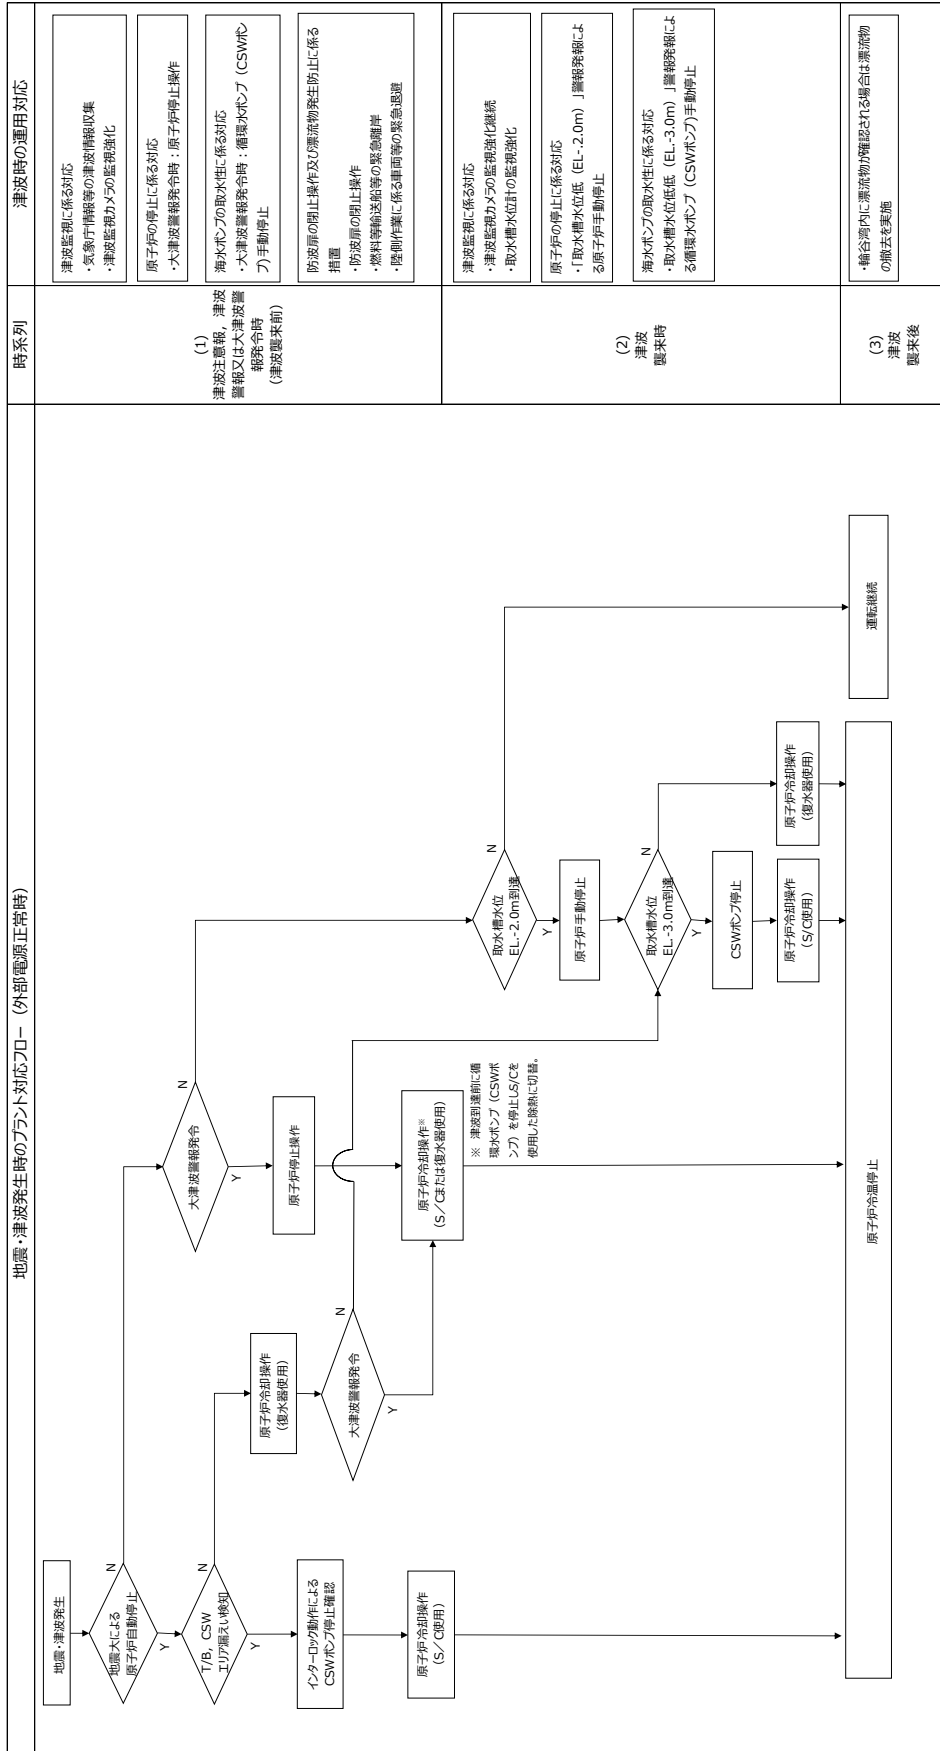 地震・津波発生時のプラント対応フロー（外部電源正常時）
時系列
津波時の運用対応
地震・津波発生
地震大による
原子炉自動停止
N
Y
T/B, CSW
エリア漏えい検知
N
Y
インターロック動作による
CSWポンプ停止確認
原子炉冷却操作
（S／C使用）
原子炉冷却操作
（復水器使用）
大津波警報発令
N
Y
大津波警報発令
N
Y
原子炉停止操作
原子炉冷却操作※
（S／Cまたは復水器使用）
※ 津波到達前に循
環水ポンプ（CSWポ
ンプ）を停止しS/Cを
使用した除熱に切替。
取水槽水位
EL.-2.0m到達
N
Y
原子炉手動停止
取水槽水位
EL.-3.0m到達
N
Y
CSWポンプ停止
原子炉冷却操作
（S/C使用）
原子炉冷却操作
（復水器使用）
原子炉冷温停止
運転継続
(1)
津波注意報，津波
警報又は大津波警
報発令時
（津波襲来前）
津波監視に係る対応
・気象庁情報等の津波情報収集
・津波監視カメラの監視強化
原子炉の停止に係る対応
・大津波警報発令時：原子炉停止操作
海水ポンプの取水性に係る対応
・大津波警報発令時：循環水ポンプ（CSWポン
プ）手動停止
防波扉の閉止操作及び漂流物発生防止に係る
措置
・防波扉の閉止操作
・燃料等輸送船等の緊急離岸
・陸側作業に係る車両等の緊急退避
(2)
津波
襲来時
津波監視に係る対応
・津波監視カメラの監視強化継続
・取水槽水位計の監視強化
原子炉の停止に係る対応
・「取水槽水位低（EL-.2.0m）」警報発報によ
る原子炉手動停止
海水ポンプの取水性に係る対応
・取水槽水位低低（EL.-3.0m）」警報発報によ
る循環水ポンプ（CSWポンプ)手動停止
(3)
津波
襲来後
・輪谷湾内に漂流物が確認される場合は漂流物
の撤去を実施